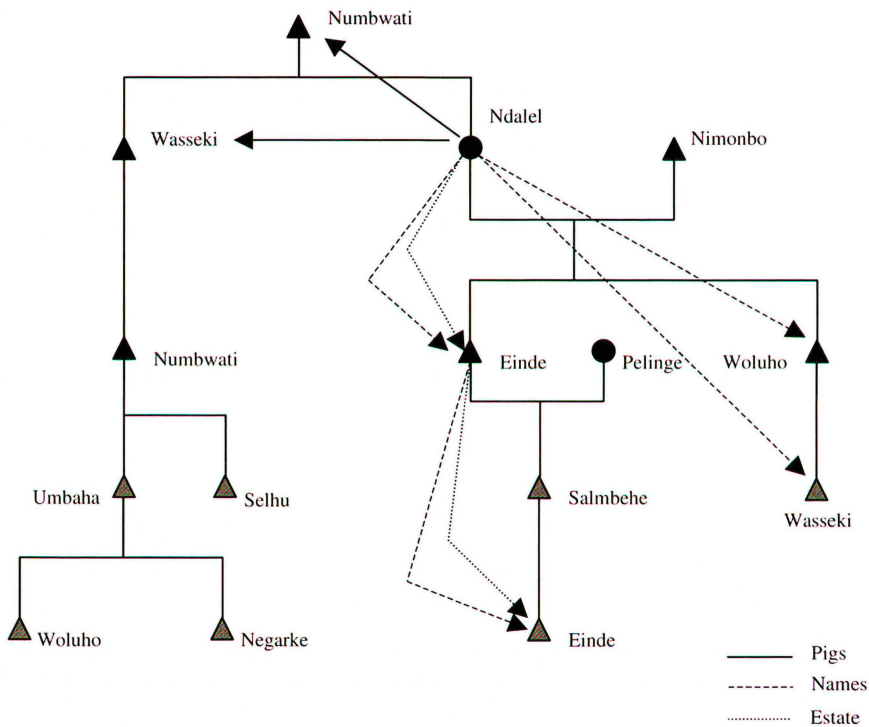 Numbwati
Ndalel
Wasseki
Nimonbo
Numbwati
Einde
Pelinge
Woluho
Umbaha
Selhu
Salmbehe
Wasseki
Woluho
Negarke
Einde
Pigs
Names
Estate